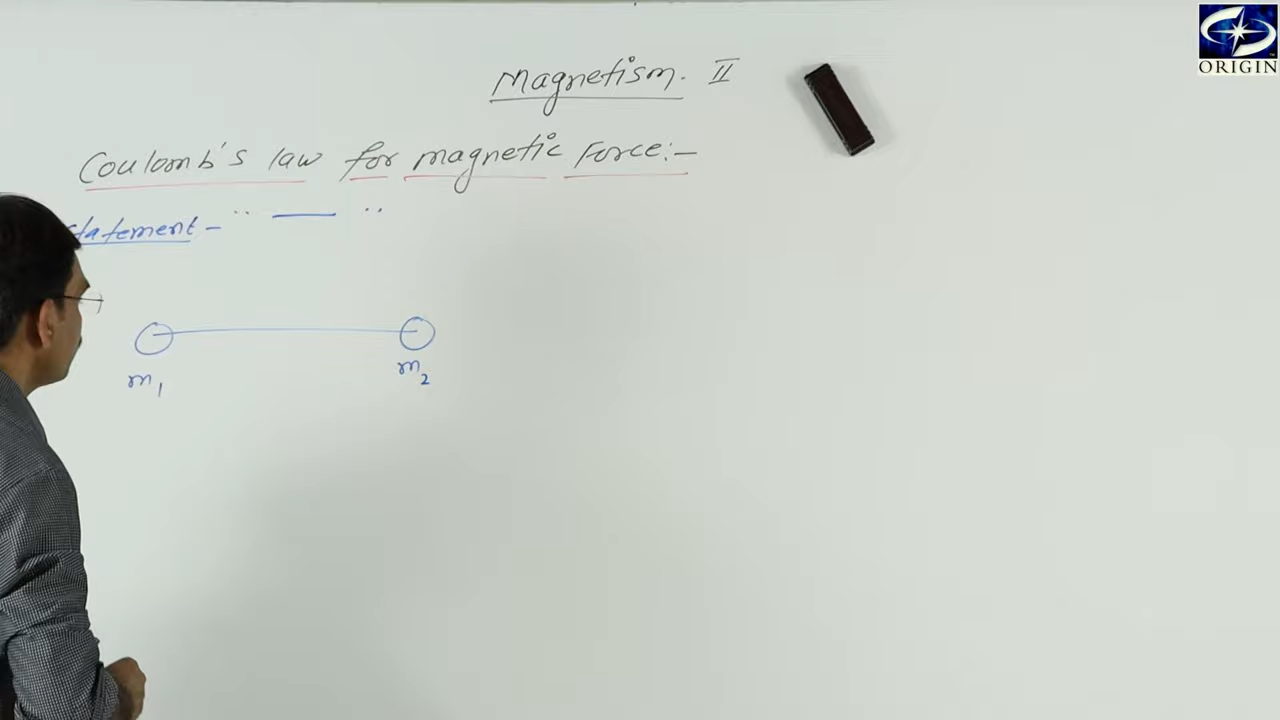 Magnetism. II
ORIGIN
Coulomb's law for magnetic Force:-
statement - " — "
m1
m2